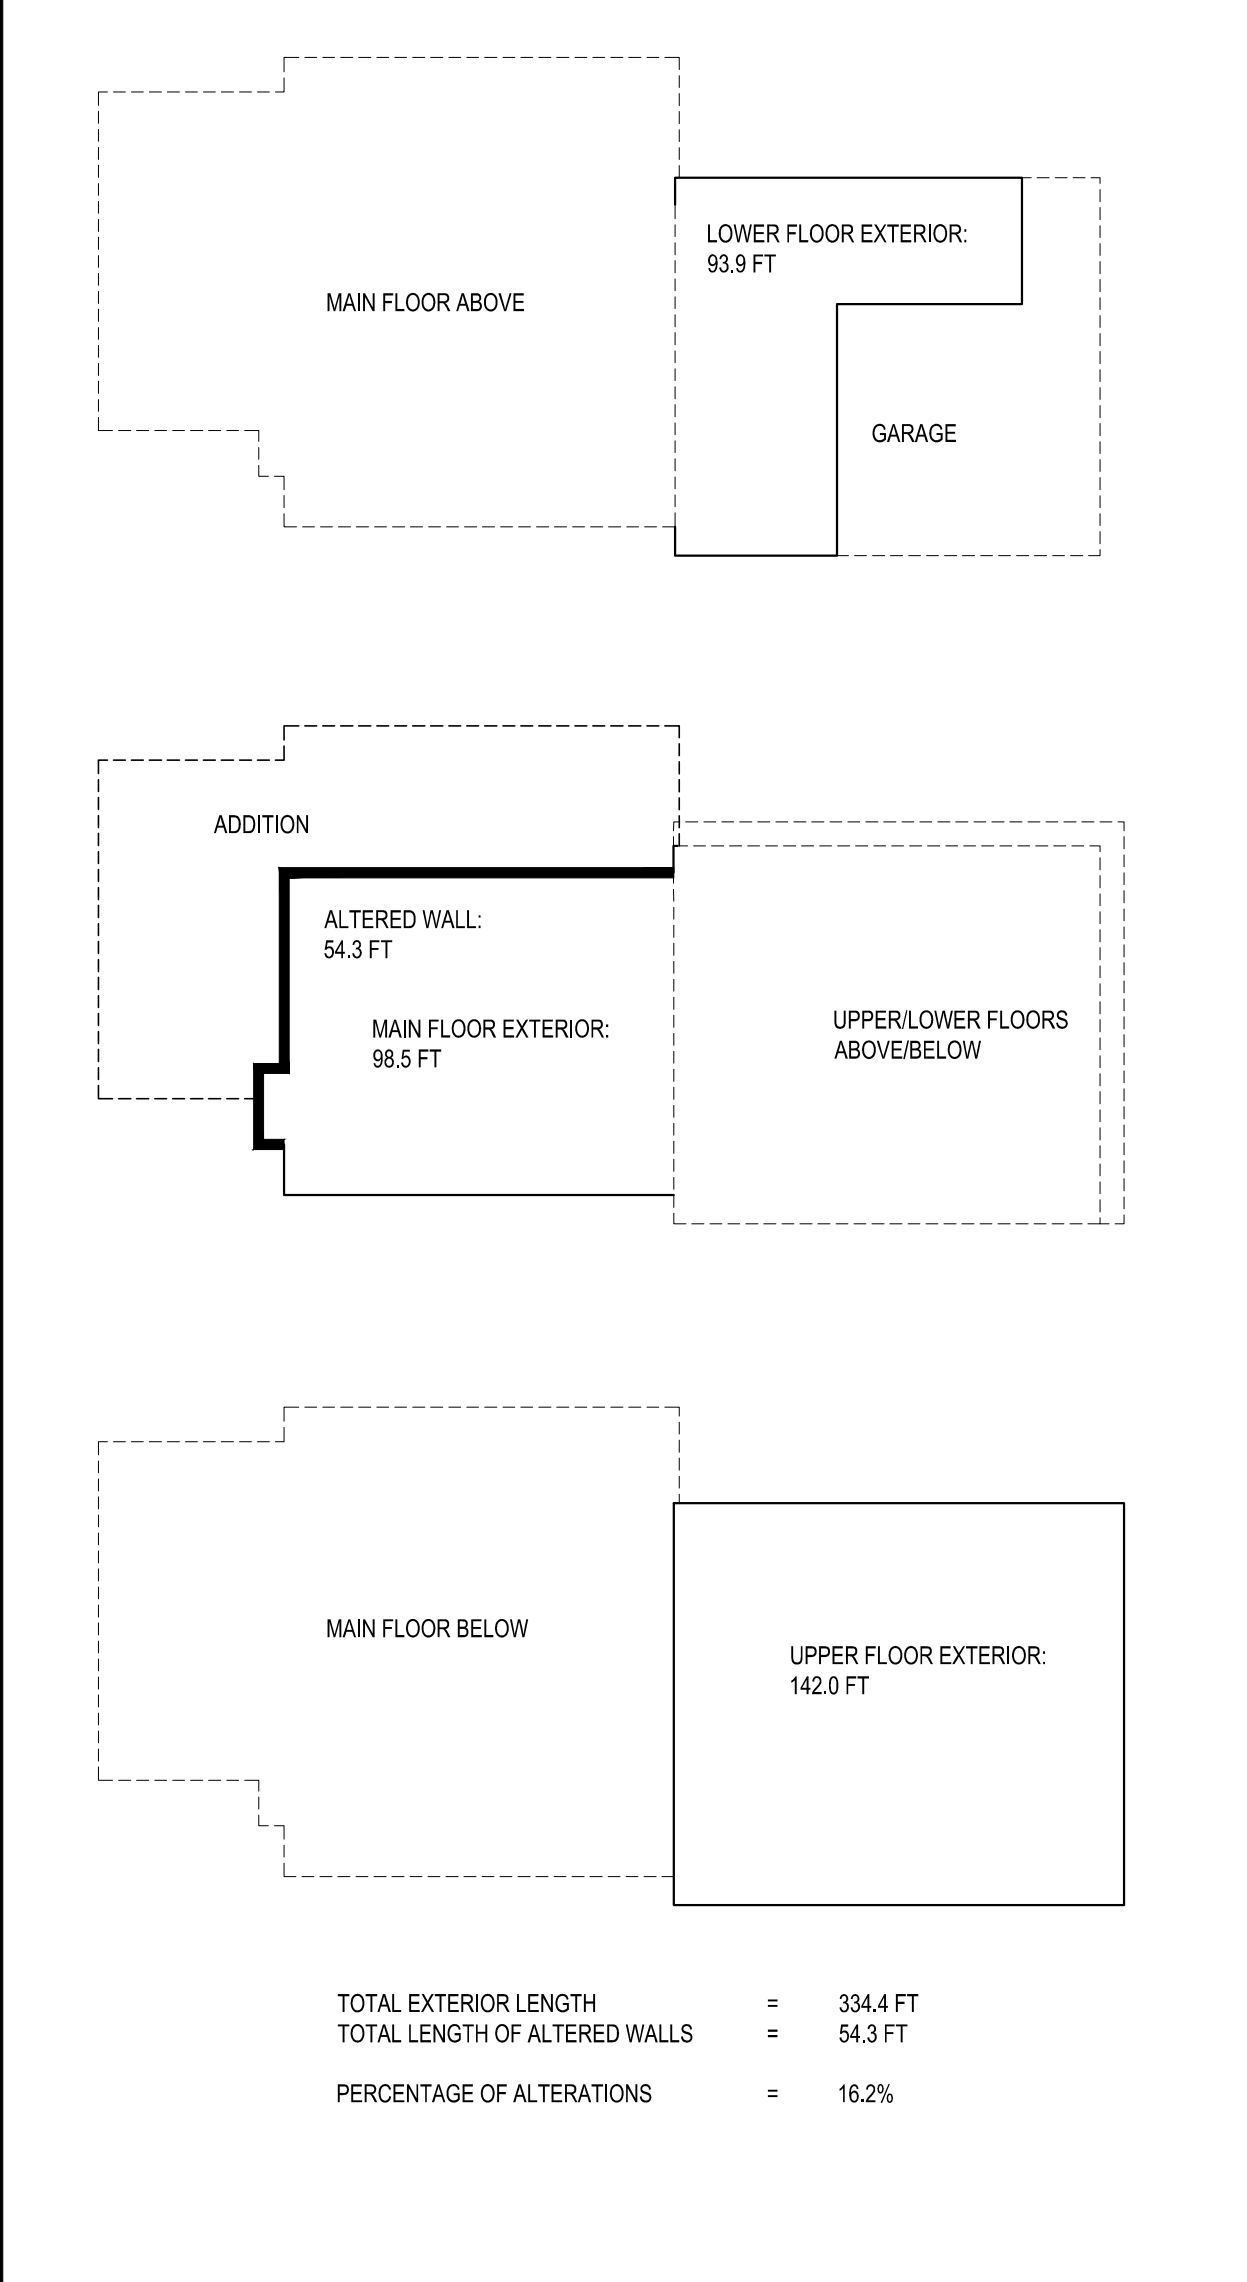 LOWER FLOOR EXTERIOR:
93.9 FT
MAIN FLOOR ABOVE
GARAGE
ADDITION
ALTERED WALL:
54.3 FT
MAIN FLOOR EXTERIOR:
98.5 FT
UPPER/LOWER FLOORS
ABOVE/BELOW
MAIN FLOOR BELOW
UPPER FLOOR EXTERIOR:
142.0 FT
TOTAL EXTERIOR LENGTH = 334.4 FT
TOTAL LENGTH OF ALTERED WALLS = 54.3 FT
PERCENTAGE OF ALTERATIONS = 16.2%